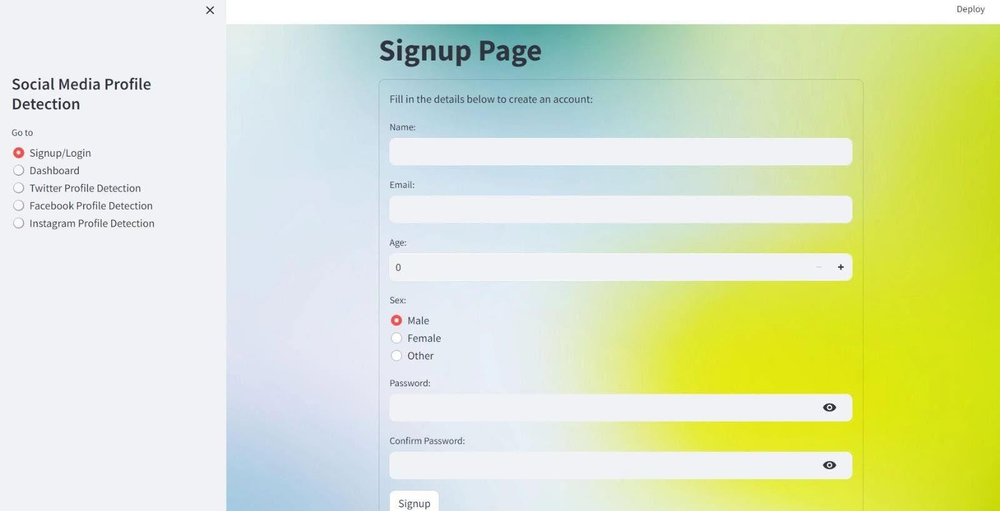 Deploy
Social Media Profile
Detection
Go to
Signup/Login
Dashboard
Twitter Profile Detection
Facebook Profile Detection
Instagram Profile Detection
Signup Page
Fill in the details below to create an account:
Name:
Email:
Age:
0
Sex:
Male
Female
Other
Password:
Confirm Password:
Signup